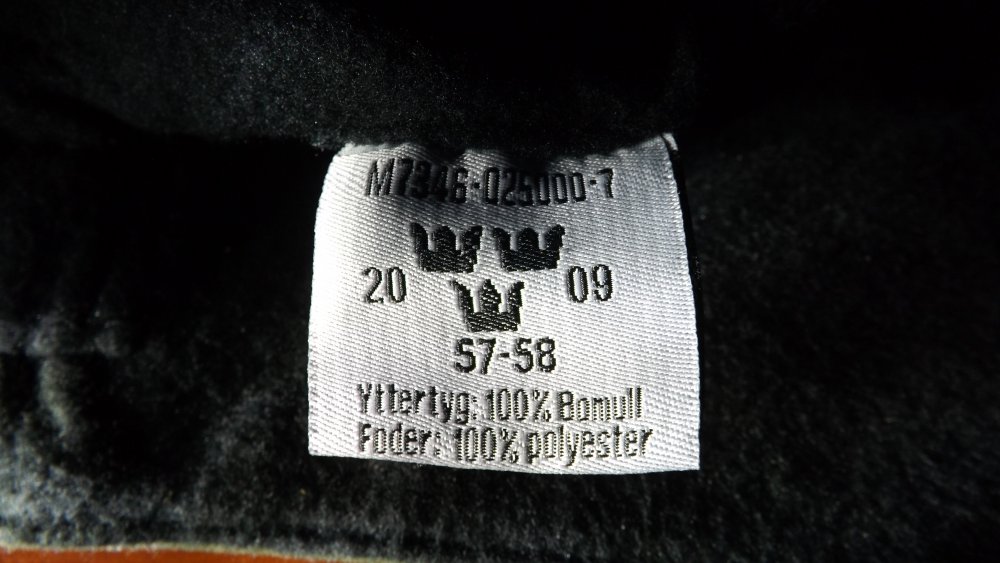 M7346-025000-7
20 09
57-58
Yttertyg: 100% Bomull
Foder: 100% polyester